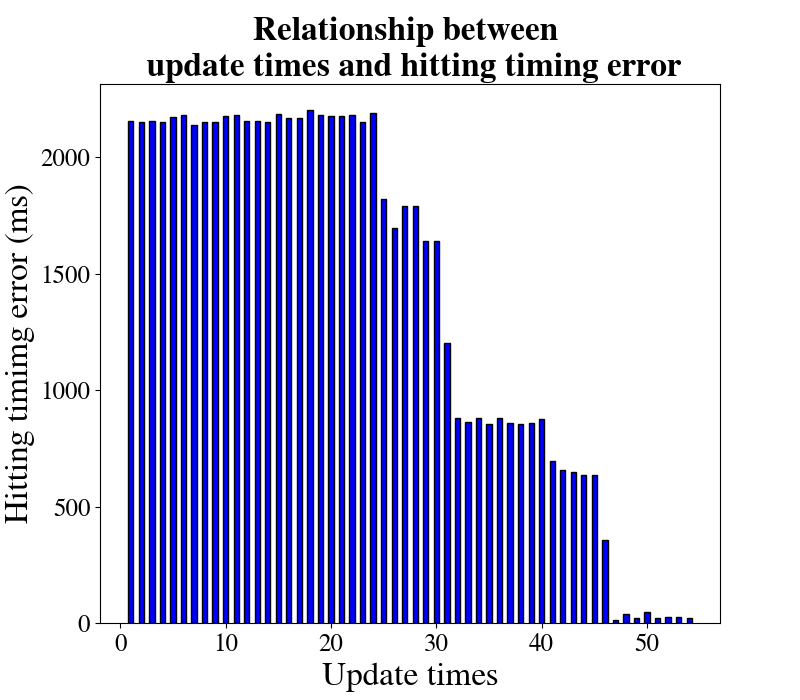 Relationship between
update times and hitting timing error
Hitting timimg error (ms)
2000
1500
1000
500
0
0 10 20 30 40 50
Update times